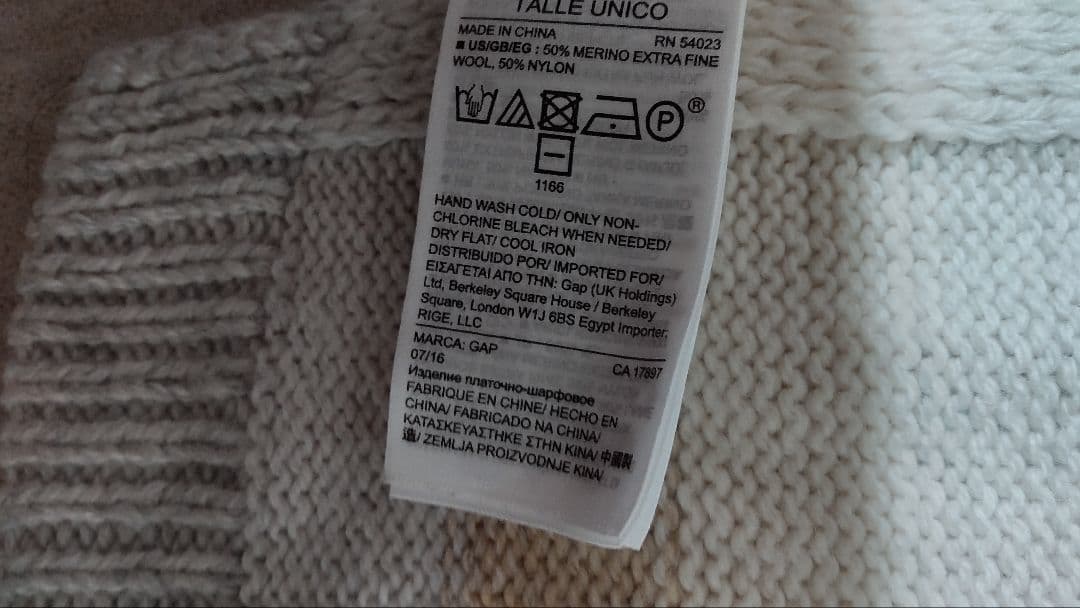 TALLE UNICO
MADE IN CHINA RN 54023
■ US/GB/EG : 50% MERINO EXTRA FINE
WOOL, 50% NYLON
P ®
1166
HAND WASH COLD/ ONLY NON-
CHLORINE BLEACH WHEN NEEDED/
DRY FLAT/ COOL IRON
DISTRIBUIDO POR/ IMPORTED FOR/
ΕΙΣΑΓΕΤΑΙ ΑΠΟ ΤΗΝ: Gap (UK Holdings)
Ltd, Berkeley Square House / Berkeley
Square, London W1J 6BS Egypt Importer;
RIGE, LLC
MARCA: GAP CA 17897
07/16
Изделие платочно-шарфовое
FABRIQUE EN CHINE/ HECHO EN
CHINA/ FABRICADO NA CHINA/
ΚΑΤΑΣΚΕΥΑΣΤΗΚΕ ΣΤΗΝ ΚΙΝΑ/ 中國製
造/ ZEMLJA PROIZVODNJE KINA/